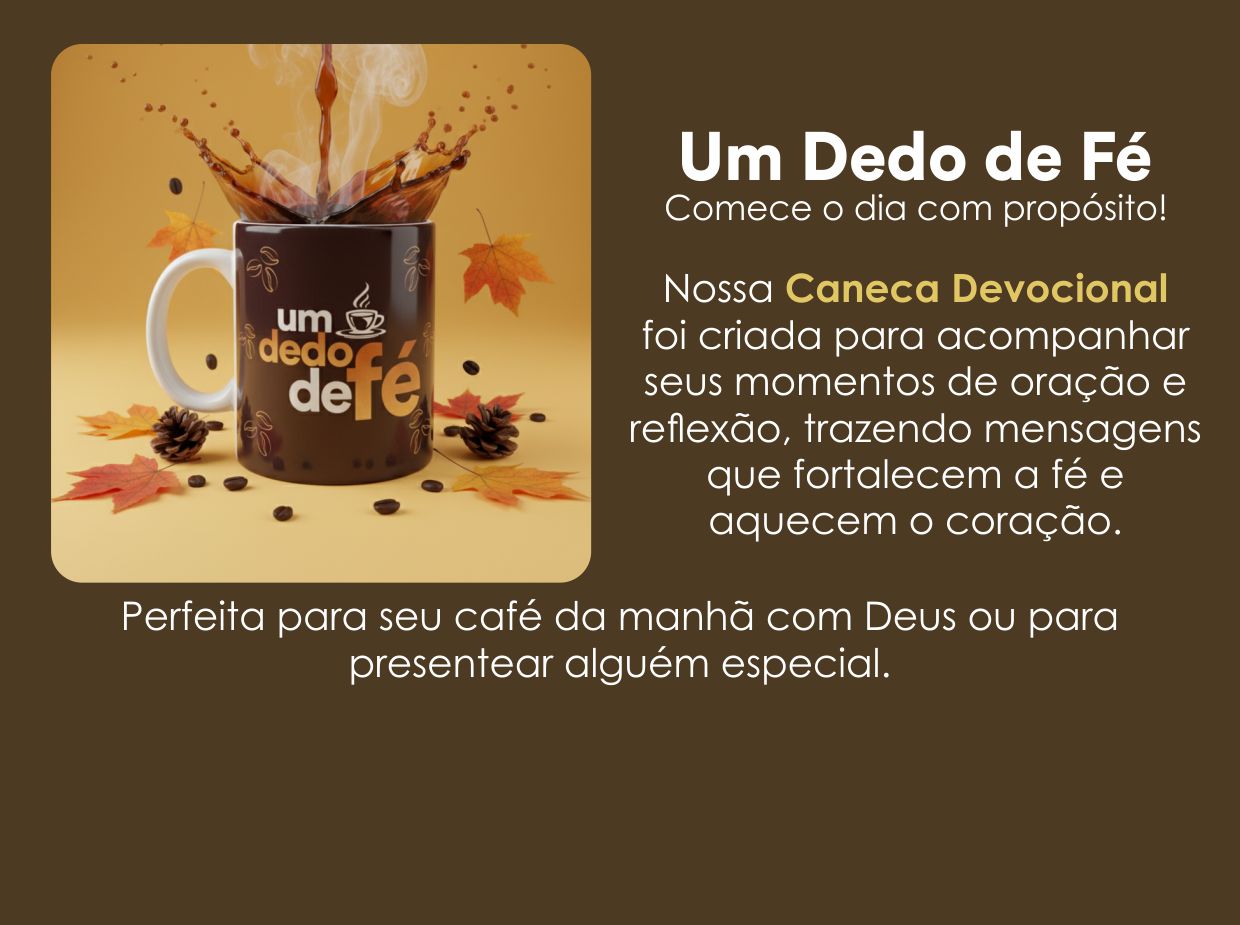 um
dedo
de fé
Um Dedo de Fé
Comece o dia com propósito!
Nossa Caneca Devocional
foi criada para acompanhar
seus momentos de oração e
reflexão, trazendo mensagens
que fortalecem a fé e
aquecem o coração.
Perfeita para seu café da manhã com Deus ou para
presentear alguém especial.